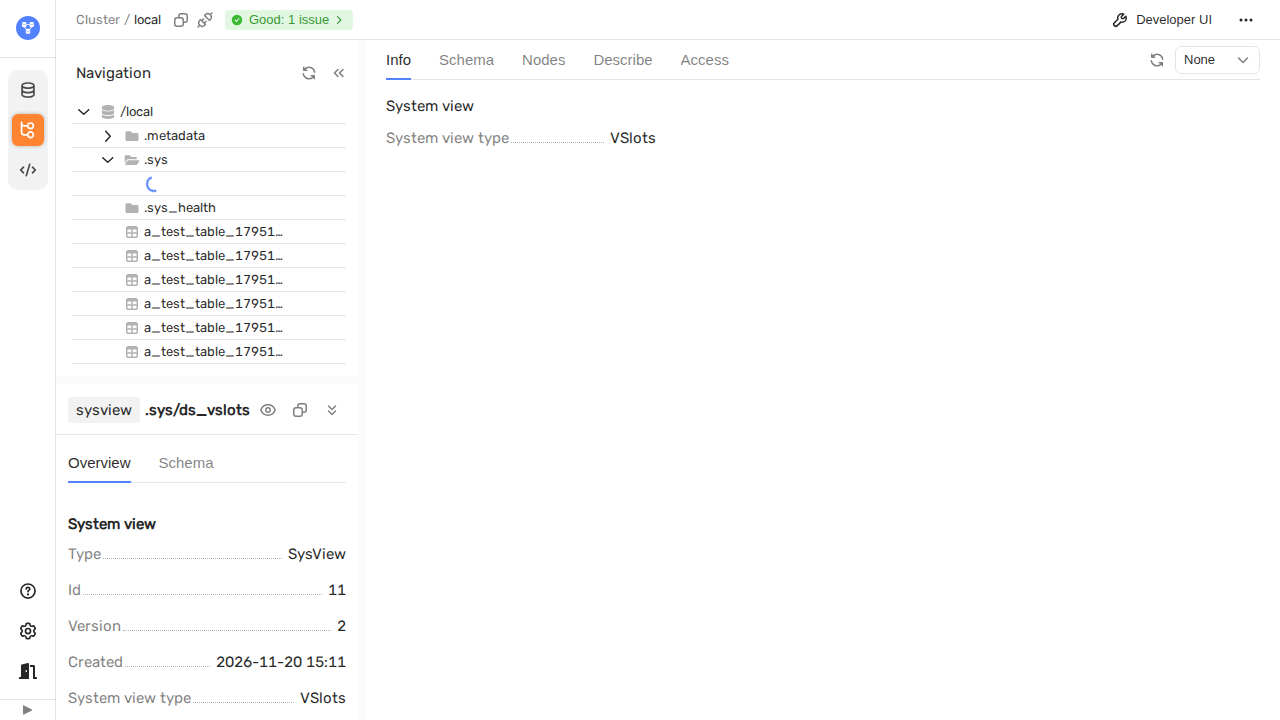 Cluster / local
Good: 1 issue
Developer UI
Navigation
/local
.metadata
.sys
.sys_health
a_test_table_17951…
a_test_table_17951…
a_test_table_17951…
a_test_table_17951…
a_test_table_17951…
a_test_table_17951…
sysview .sys/ds_vslots
Overview Schema
System view
Type SysView
Id 11
Version 2
Created 2026-11-20 15:11
System view type VSlots
Info Schema Nodes Describe Access
None
System view
System view type VSlots